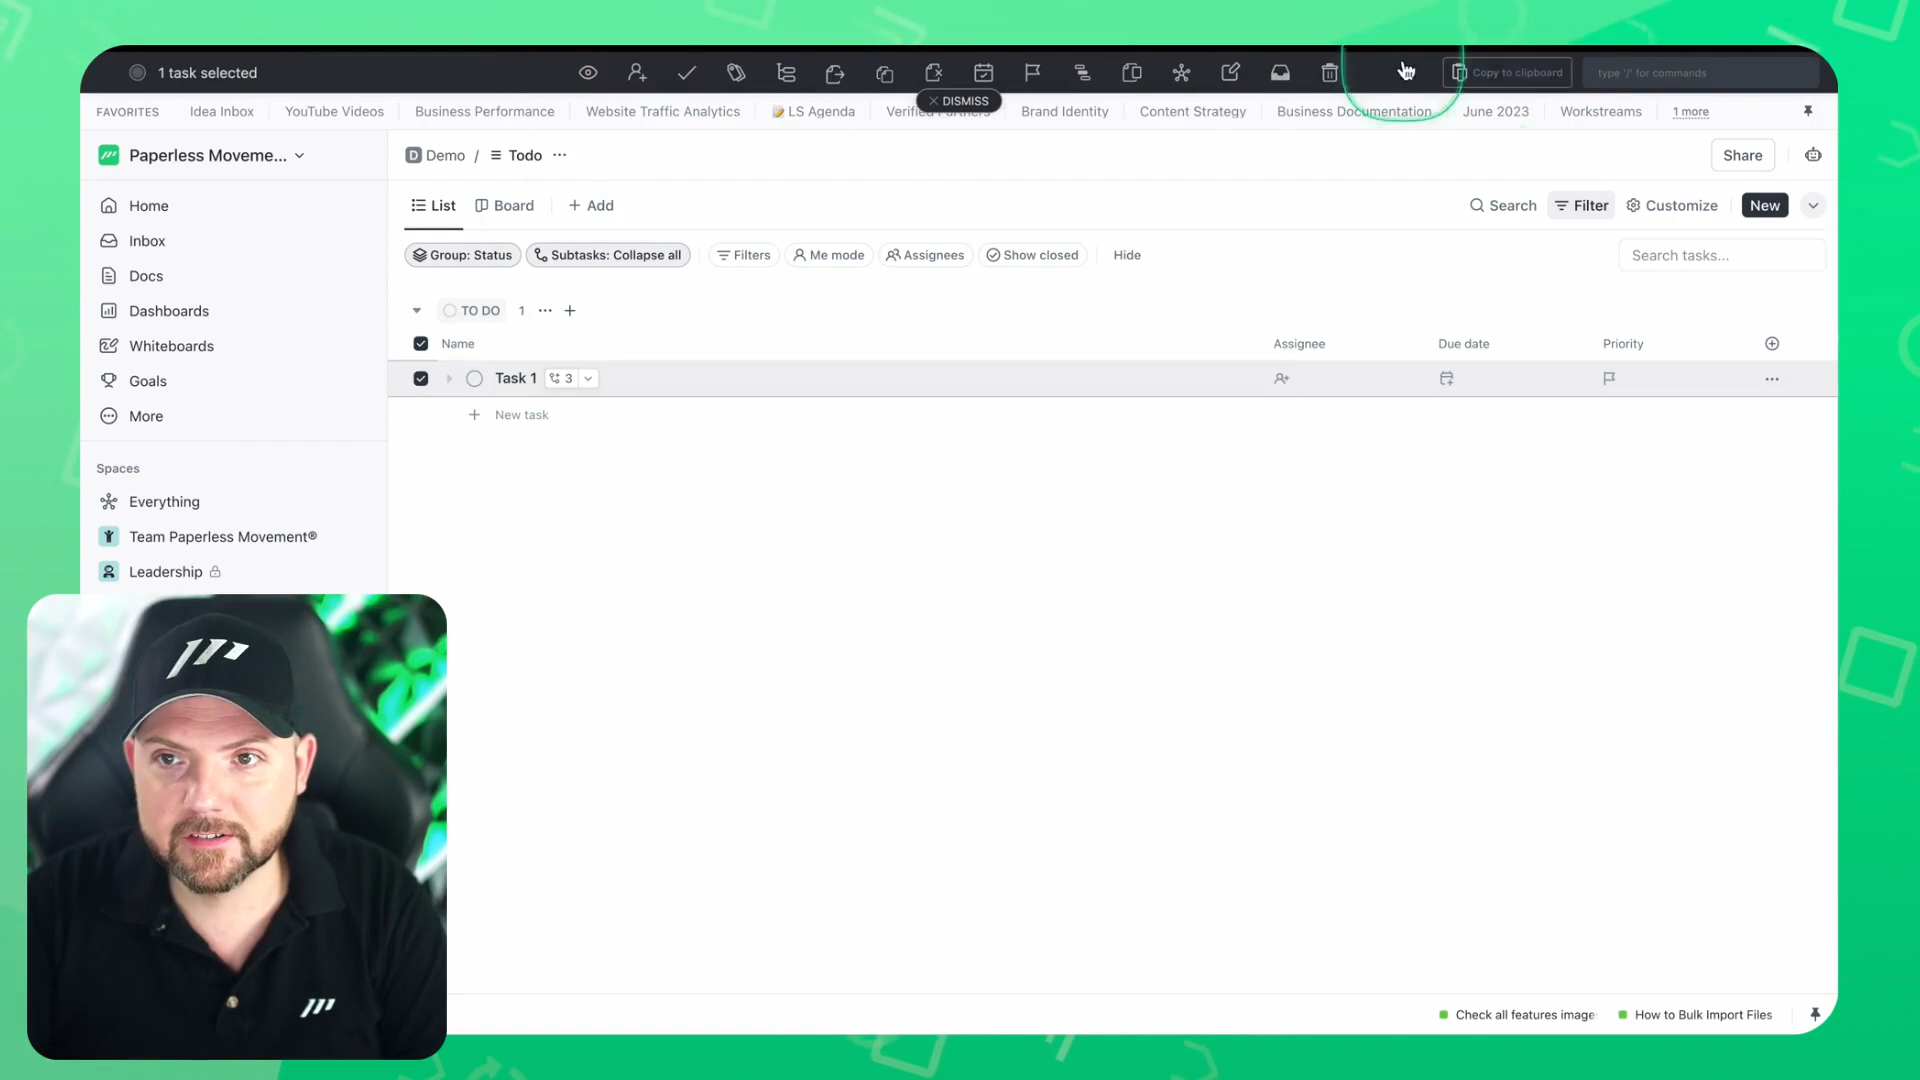 1 task selected
Copy to clipboard
type '/' for commands
DISMISS
FAVORITES
Idea Inbox
YouTube Videos
Business Performance
Website Traffic Analytics
LS Agenda
Verified Partners
Brand Identity
Content Strategy
Business Documentation
June 2023
Workstreams
1 more
Paperless Moveme...
D Demo / Todo ...
Share
Home
Inbox
Docs
Dashboards
Whiteboards
Goals
More
List
Board
+ Add
Search
Filter
Customize
New
Group: Status
Subtasks: Collapse all
Filters
Me mode
Assignees
Show closed
Hide
Search tasks...
TO DO 1 ... +
Name
Assignee
Due date
Priority
Task 1 3
...
+ New task
Spaces
Everything
Team Paperless Movement®
Leadership
Check all features image
How to Bulk Import Files